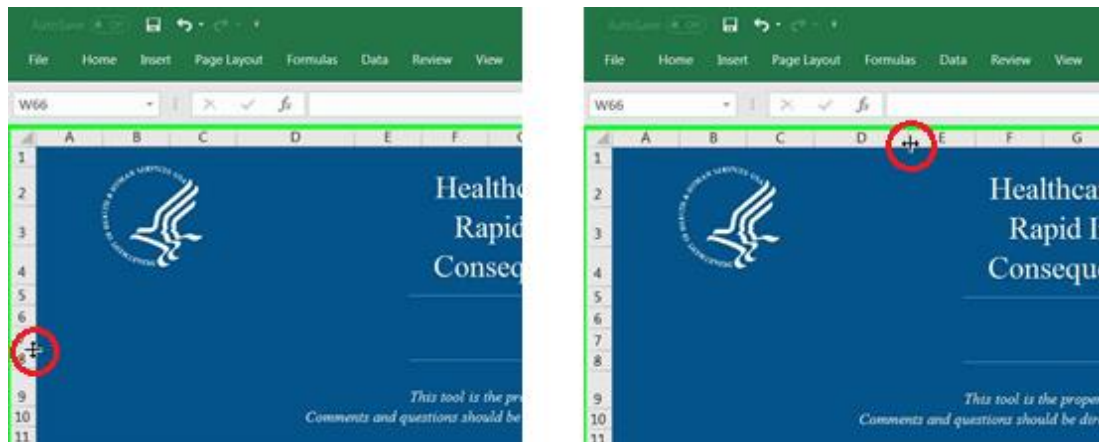 File Home Insert Page Layout Formulas Data Review View
W66 fx
A B C D E F
1
2
3
4
5
6
8
9
10
11
Healthc
Rapid
Conseq
This tool is the pr
Comments and questions should be
File Home Insert Page Layout Formulas Data Review View
W66 fx
A B C D E F G
1
2
3
4
5
6
7
8
9
10
11
Healthca
Rapid I
Conseque
This tool is the proper
Comments and questions should be dir